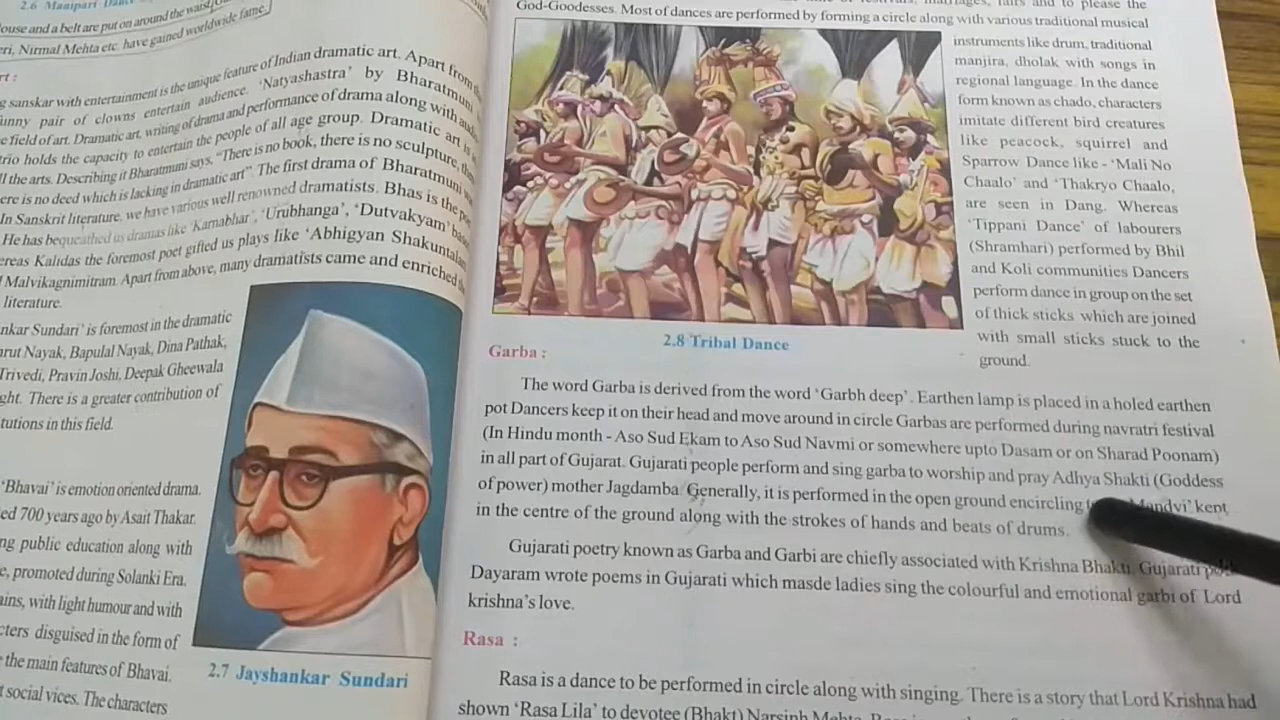 2.6 Manipari Dance
ouse and a belt are put on around the waist.
eri, Nirmal Mehta etc. have gained worldwide fame.
rt :
g sanskar with entertainment is the unique feature of Indian dramatic art. Apart from
unny pair of clowns entertain audience. 'Natyashastra' by Bharatmuni
e field of art. Dramatic art, writing of drama and performance of drama along with
trio holds the capacity to entertain the people of all age group. Dramatic art is
ll the arts. Describing it Bharatmuni says, "There is no book, there is no sculpture,
ere is no deed which is lacking in dramatic art". The first drama of Bharatmuni
In Sanskrit literature, we have various well renowned dramatists. Bhas is the
He has bequeathed us dramas like 'Karnabhar', 'Urubhanga', 'Dutvakyam'
ereas Kalidas the foremost poet gifted us plays like 'Abhigyan Shakuntalam
Malvikagnimitram. Apart from above, many dramatists came and enriched
literature.
nkar Sundari' is foremost in the dramatic
arut Nayak, Bapulal Nayak, Dina Pathak,
Trivedi, Pravin Joshi, Deepak Gheewala
ght. There is a greater contribution of
tutions in this field.
'Bhavai' is emotion oriented drama.
ed 700 years ago by Asait Thakar.
ng public education along with
e, promoted during Solanki Era.
ains, with light humour and with
cters disguised in the form of
the main features of Bhavai.
t social vices. The characters
2.7 Jayshankar Sundari
God-Goodesses. Most of dances are performed by forming a circle along with various traditional musical
instruments like drum, traditional
manjira, dholak with songs in
regional language. In the dance
form known as chado, characters
imitate different bird creatures
like peacock, squirrel and
Sparrow Dance like - 'Mali No
Chaalo' and 'Thakryo Chaalo,
are seen in Dang. Whereas
'Tippani Dance' of labourers
(Shramhari) performed by Bhil
and Koli communities Dancers
perform dance in group on the set
of thick sticks which are joined
with small sticks stuck to the
ground.
2.8 Tribal Dance
Garba :
The word Garba is derived from the word 'Garbh deep'. Earthen lamp is placed in a holed earthen
pot Dancers keep it on their head and move around in circle Garbas are performed during navratri festival
(In Hindu month - Aso Sud Ekam to Aso Sud Navmi or somewhere upto Dasam or on Sharad Poonam)
in all part of Gujarat. Gujarati people perform and sing garba to worship and pray Adhya Shakti (Goddess
of power) mother Jagdamba. Generally, it is performed in the open ground encircling kept
in the centre of the ground along with the strokes of hands and beats of drums.
Gujarati poetry known as Garba and Garbi are chiefly associated with Krishna Bhakti. Gujarati
Dayaram wrote poems in Gujarati which masde ladies sing the colourful and emotional garbi of Lord
krishna's love.
Rasa :
Rasa is a dance to be performed in circle along with singing. There is a story that Lord Krishna had
shown 'Rasa Lila' to devotee (Bhakt) Narsinh Mehta.